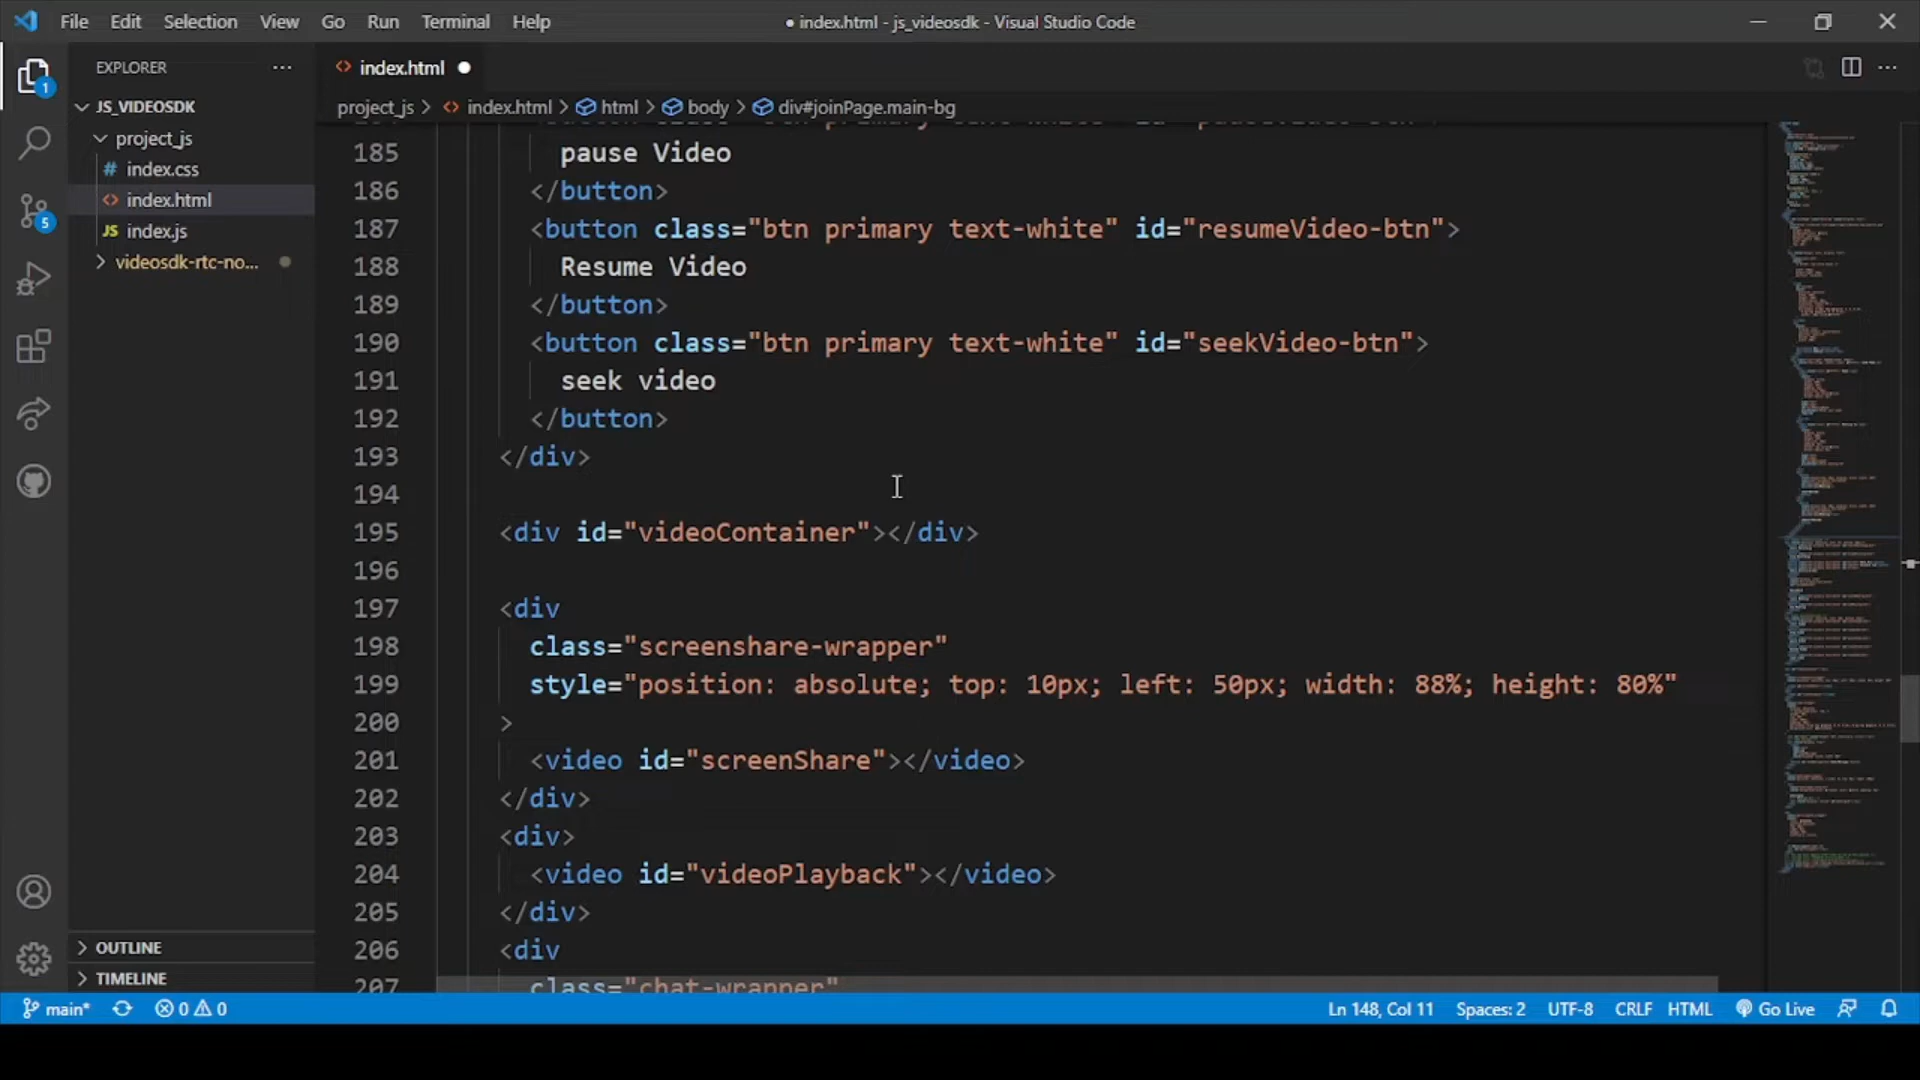 File Edit Selection View Go Run Terminal Help
● index.html - js_videosdk - Visual Studio Code
EXPLORER
JS_VIDEOSDK
project_js
# index.css
<> index.html
JS index.js
videosdk-rtc-no...
OUTLINE
TIMELINE
1
5
<> index.html ●
project_js > <> index.html > html > body > div#joinPage.main-bg
185 pause Video
186 </button>
187 <button class="btn primary text-white" id="resumeVideo-btn">
188 Resume Video
189 </button>
190 <button class="btn primary text-white" id="seekVideo-btn">
191 seek video
192 </button>
193 </div>
194
195 <div id="videoContainer"></div>
196
197 <div
198 class="screenshare-wrapper"
199 style="position: absolute; top: 10px; left: 50px; width: 88%; height: 80%"
200 >
201 <video id="screenShare"></video>
202 </div>
203 <div>
204 <video id="videoPlayback"></video>
205 </div>
206 <div
207 class="chat-wrapper"
main* 0 0 Ln 148, Col 11 Spaces: 2 UTF-8 CRLF HTML Go Live